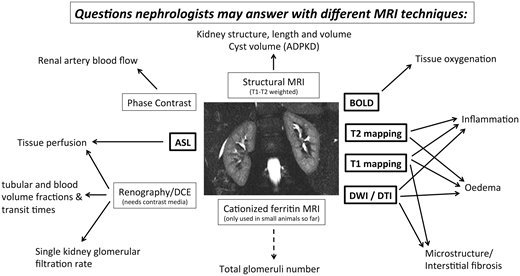 Questions nephrologists may answer with different MRI techniques:
Kidney structure, length and volume
Cyst volume (ADPKD)
Renal artery blood flow
Tissue oxygenation
Structural MRI
(T1-T2 weighted)
Phase Contrast
BOLD
Inflammation
T2 mapping
Tissue perfusion
ASL
T1 mapping
Renography/DCE
(needs contrast media)
DWI / DTI
Oedema
tubular and blood
volume fractions &
transit times
Cationized ferritin MRI
(only used in small animals so far)
Single kidney glomerular
filtration rate
Microstructure/
Interstitial fibrosis
Total glomeruli number